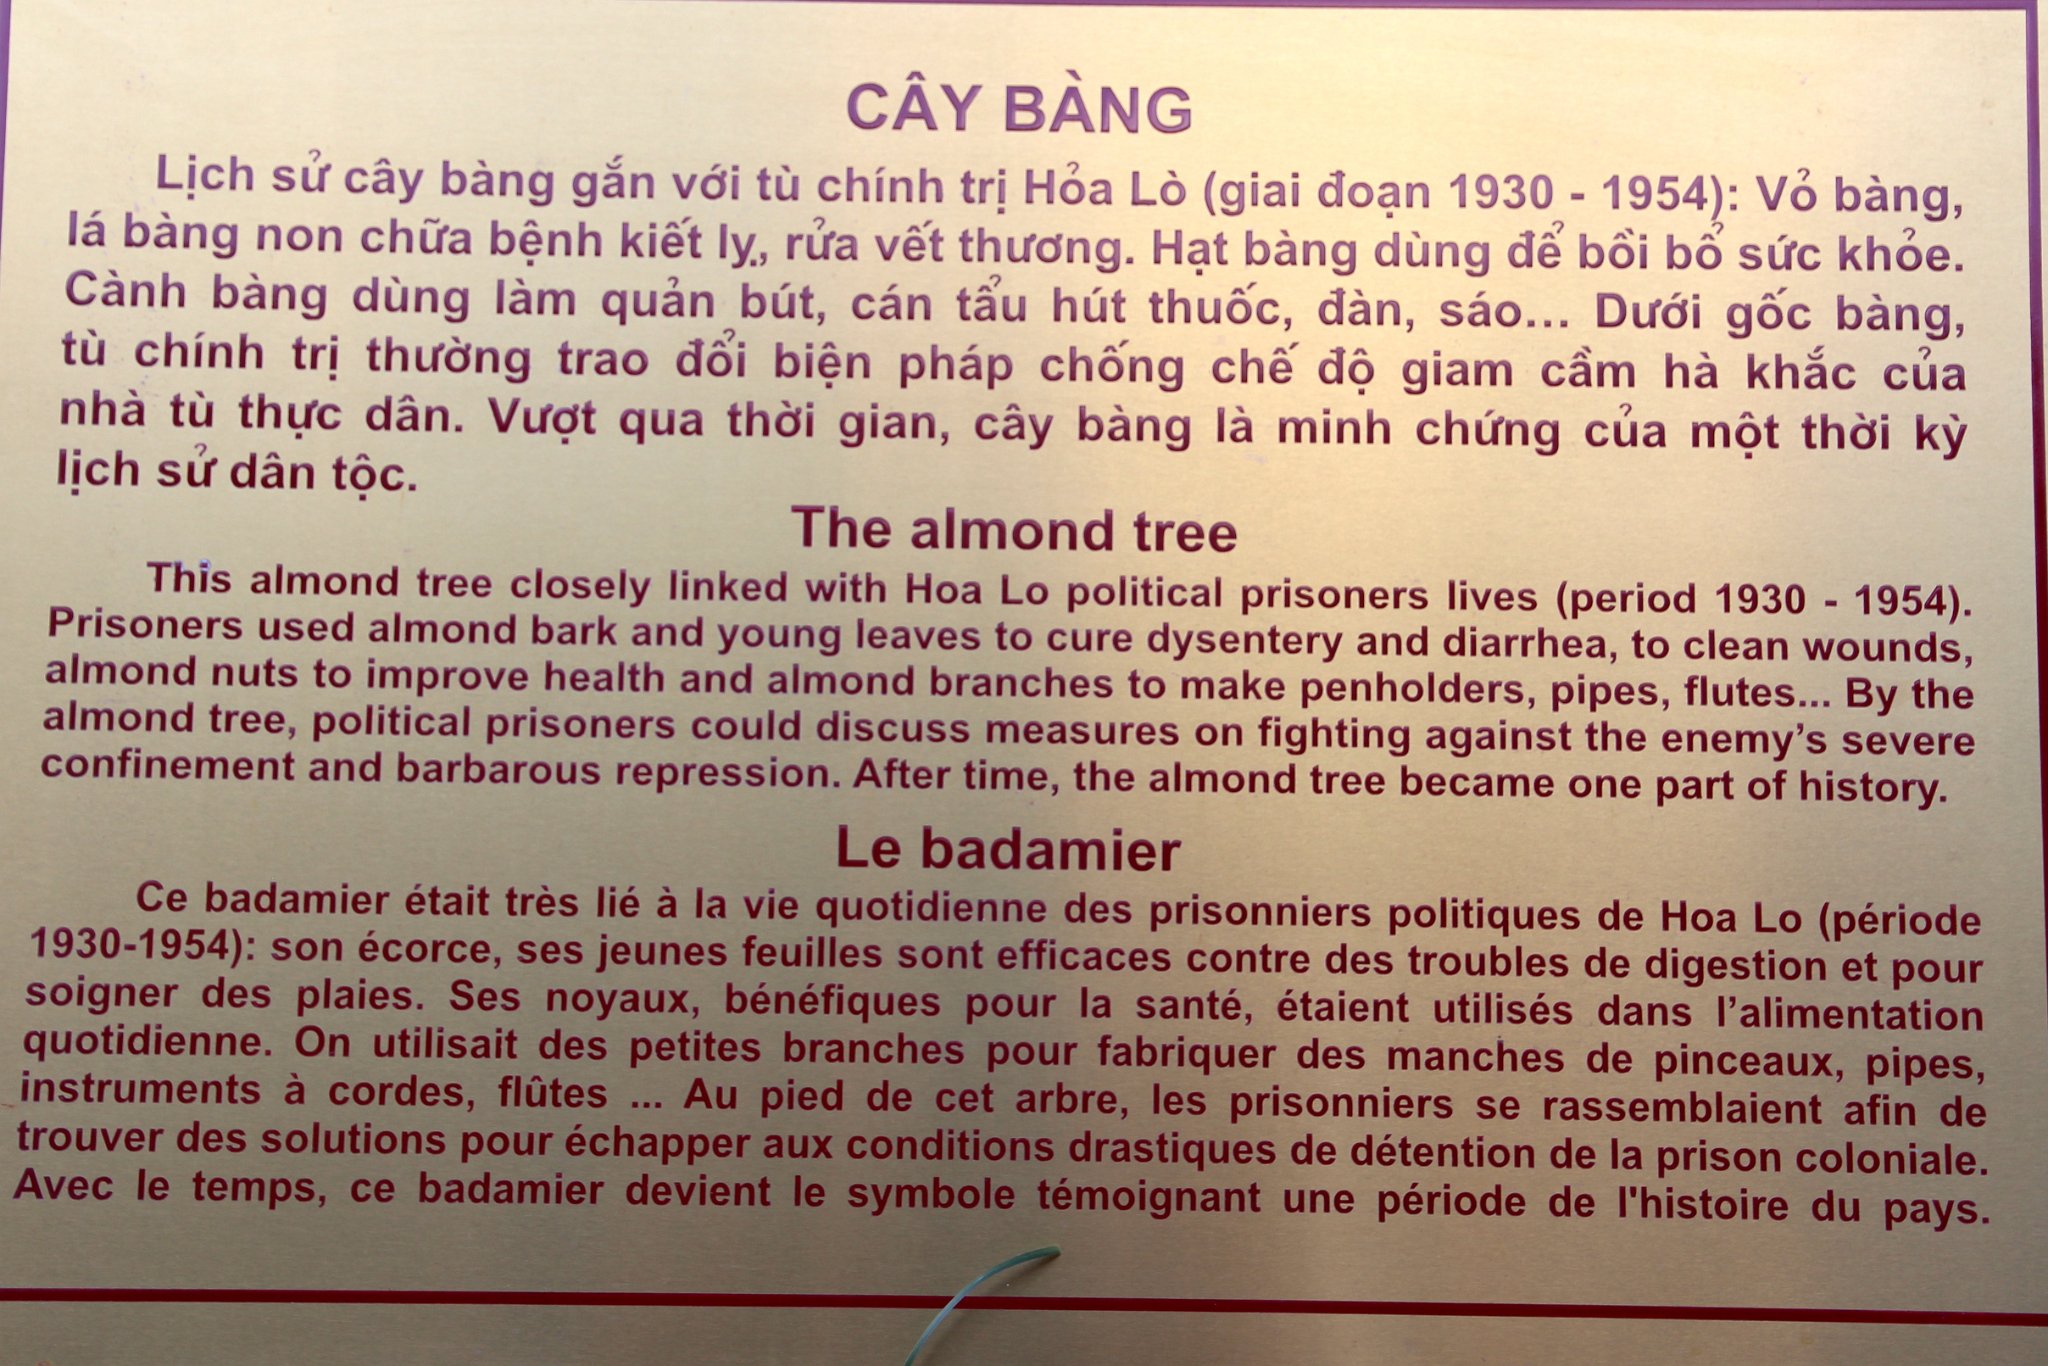 CÂY BÀNG
Lịch sử cây bàng gắn với tù chính trị Hỏa Lò (giai đoạn 1930 - 1954): Vỏ bàng,
lá bàng non chữa bệnh kiết lỵ., rửa vết thương. Hạt bàng dùng để bồi bổ sức khỏe.
Cành bàng dùng làm quản bút, cán tẩu hút thuốc, đàn, sáo... Dưới gốc bàng,
tù chính trị thường trao đổi biện pháp chống chế độ giam cầm hà khắc của
nhà tù thực dân. Vượt qua thời gian, cây bàng là minh chứng của một thời kỳ
lịch sử dân tộc.
The almond tree
This almond tree closely linked with Hoa Lo political prisoners lives (period 1930 - 1954).
Prisoners used almond bark and young leaves to cure dysentery and diarrhea, to clean wounds,
almond nuts to improve health and almond branches to make penholders, pipes, flutes... By the
almond tree, political prisoners could discuss measures on fighting against the enemy’s severe
confinement and barbarous repression. After time, the almond tree became one part of history.
Le badamier
Ce badamier était très lié à la vie quotidienne des prisonniers politiques de Hoa Lo (période
1930-1954): son écorce, ses jeunes feuilles sont efficaces contre des troubles de digestion et pour
soigner des plaies. Ses noyaux, bénéfiques pour la santé, étaient utilisés dans l’alimentation
quotidienne. On utilisait des petites branches pour fabriquer des manches de pinceaux, pipes,
instruments à cordes, flûtes ... Au pied de cet arbre, les prisonniers se rassemblaient afin de
trouver des solutions pour échapper aux conditions drastiques de détention de la prison coloniale.
Avec le temps, ce badamier devient le symbole témoignant une période de l'histoire du pays.